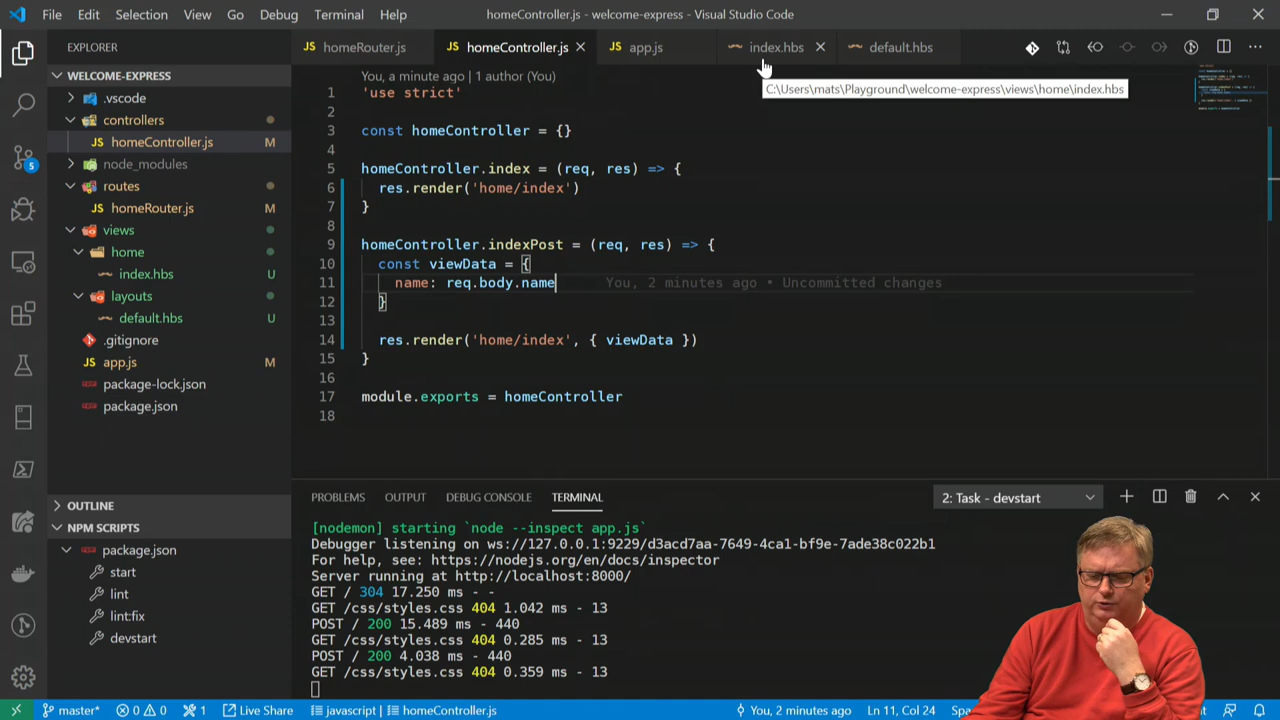 File Edit Selection View Go Debug Terminal Help
homeController.js - welcome-express - Visual Studio Code
EXPLORER
homeRouter.js
homeController.js
app.js
index.hbs
default.hbs
C:\Users\mats\Playground\welcome-express\views\home\index.hbs
WELCOME-EXPRESS
.vscode
controllers
homeController.js M
node_modules
routes
homeRouter.js M
views
home
index.hbs U
layouts
default.hbs U
.gitignore
app.js M
package-lock.json
package.json
5
You, a minute ago | 1 author (You)
1 'use strict'
2
3 const homeController = {}
4
5 homeController.index = (req, res) => {
6 res.render('home/index')
7 }
8
9 homeController.indexPost = (req, res) => {
10 const viewData = {
11 name: req.body.name You, 2 minutes ago • Uncommitted changes
12 }
13
14 res.render('home/index', { viewData })
15 }
16
17 module.exports = homeController
18
OUTLINE
NPM SCRIPTS
package.json
start
lint
lint:fix
devstart
PROBLEMS OUTPUT DEBUG CONSOLE TERMINAL
2: Task - devstart
[nodemon] starting `node --inspect app.js`
Debugger listening on ws://127.0.0.1:9229/d3acd7aa-7649-4ca1-bf9e-7ade38c022b1
For help, see: https://nodejs.org/en/docs/inspector
Server running at http://localhost:8000/
GET / 304 17.250 ms - -
GET /css/styles.css 404 1.042 ms - 13
POST / 200 15.489 ms - 440
GET /css/styles.css 404 0.285 ms - 13
POST / 200 4.038 ms - 440
GET /css/styles.css 404 0.359 ms - 13
master* 0 0 1 Live Share javascript | homeController.js You, 2 minutes ago Ln 11, Col 24